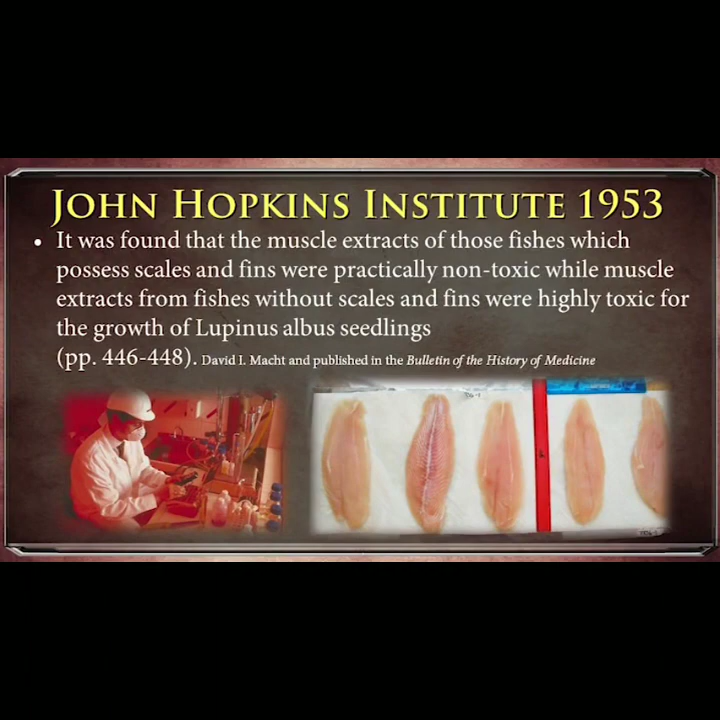 JOHN HOPKINS INSTITUTE 1953
• It was found that the muscle extracts of those fishes which
possess scales and fins were practically non-toxic while muscle
extracts from fishes without scales and fins were highly toxic for
the growth of Lupinus albus seedlings
(pp. 446-448). David I. Macht and published in the Bulletin of the History of Medicine